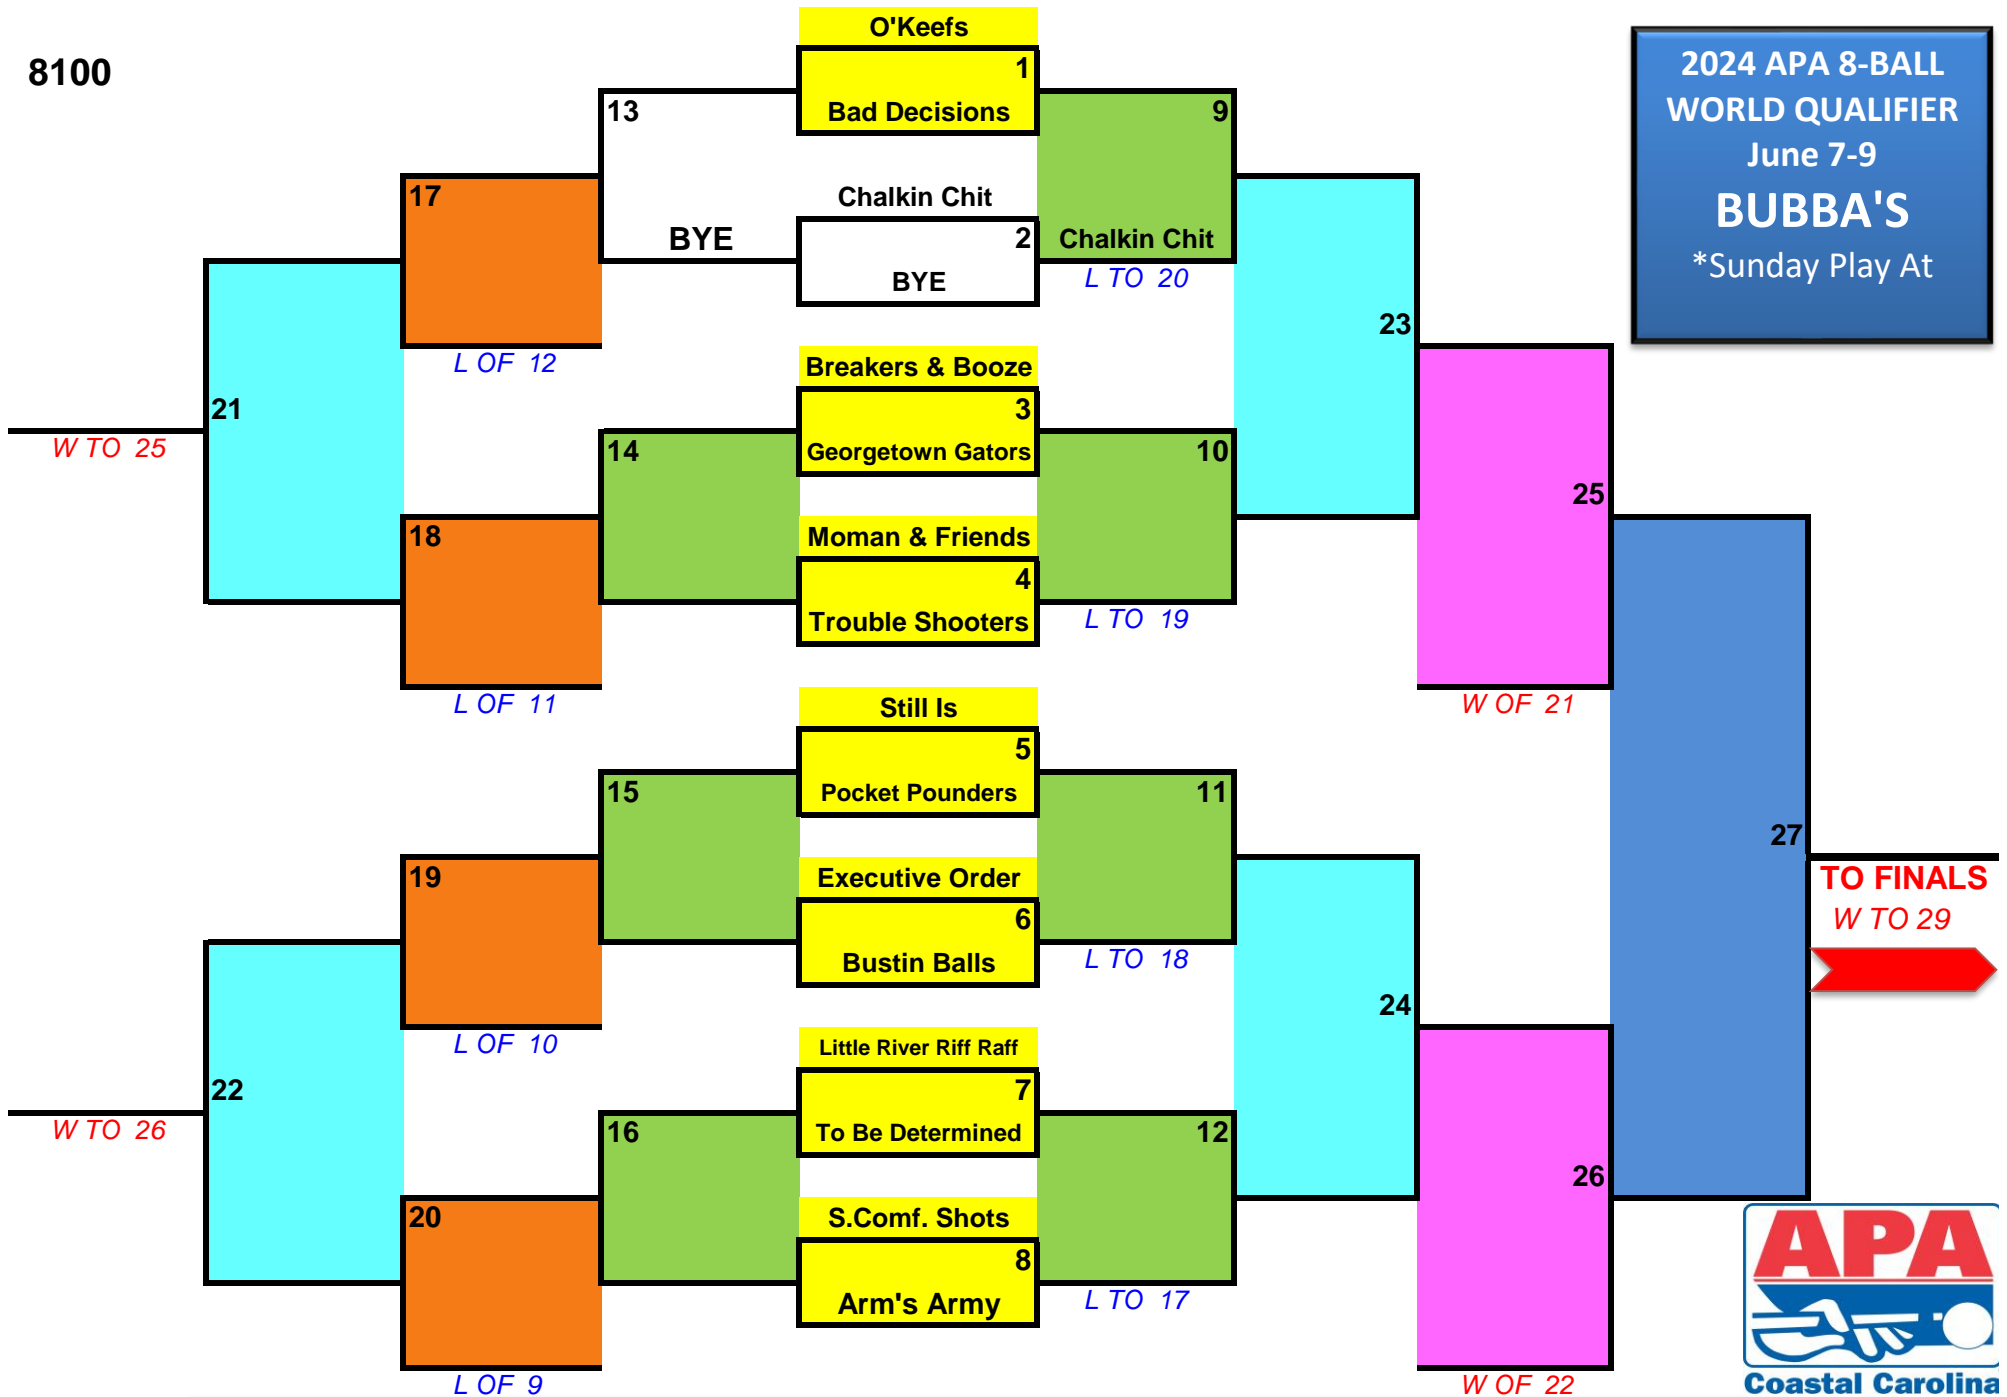 8100
O'Keefs
1
Bad Decisions
13
9
2024 APA 8-BALL
WORLD QUALIFIER
June 7-9
BUBBA'S
*Sunday Play At
17
Chalkin Chit
BYE
2
BYE
Chalkin Chit
L TO 20
23
L OF 12
Breakers & Booze
3
Georgetown Gators
21
W TO 25
14
10
25
18
Moman & Friends
4
Trouble Shooters
L TO 19
L OF 11
Still Is
5
Pocket Pounders
W OF 21
15
11
27
19
Executive Order
6
Bustin Balls
L TO 18
TO FINALS
W TO 29
24
L OF 10
Little River Riff Raff
7
To Be Determined
22
W TO 26
16
12
26
20
S.Comf. Shots
8
Arm's Army
L TO 17
L OF 9
W OF 22
APA
Coastal Carolina